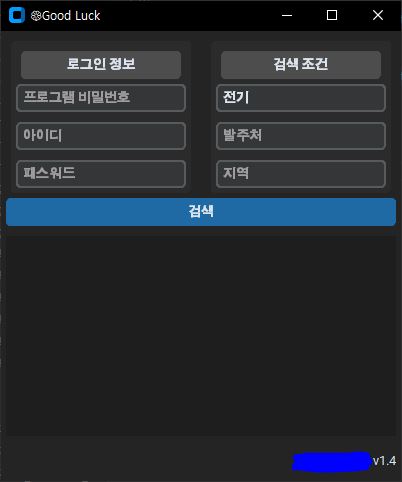 ֍Good Luck
로그인 정보
검색 조건
프로그램 비밀번호
전기
아이디
발주처
패스워드
지역
검색
v1.4